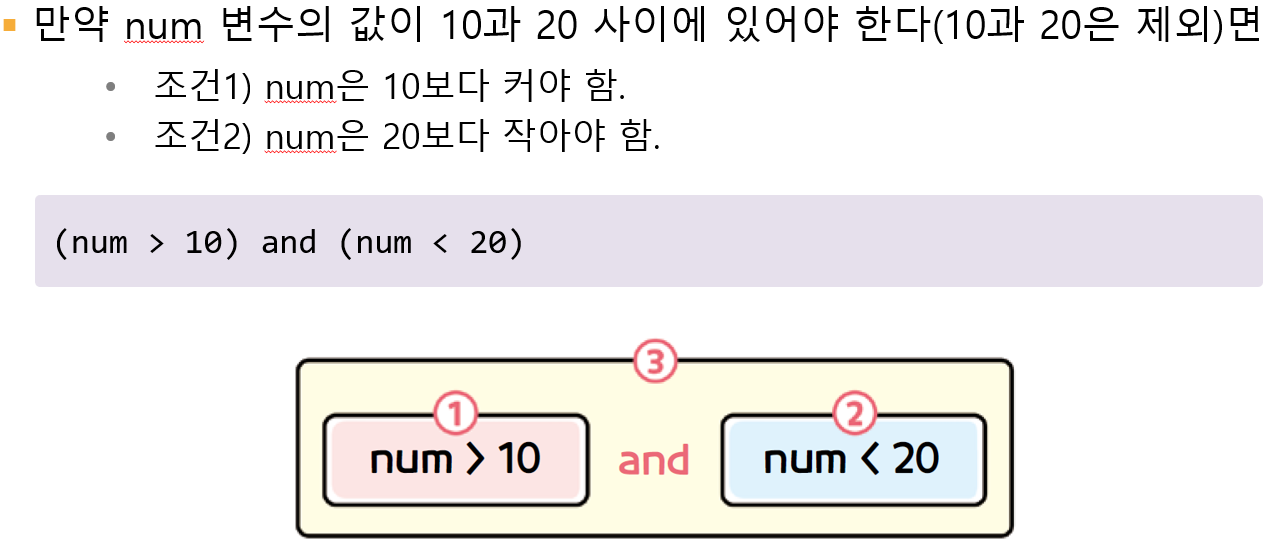 ▪ 만약 num 변수의 값이 10과 20 사이에 있어야 한다(10과 20은 제외)면
• 조건1) num은 10보다 커야 함.
• 조건2) num은 20보다 작아야 함.
(num > 10) and (num < 20)
③
① ②
num > 10 and num < 20